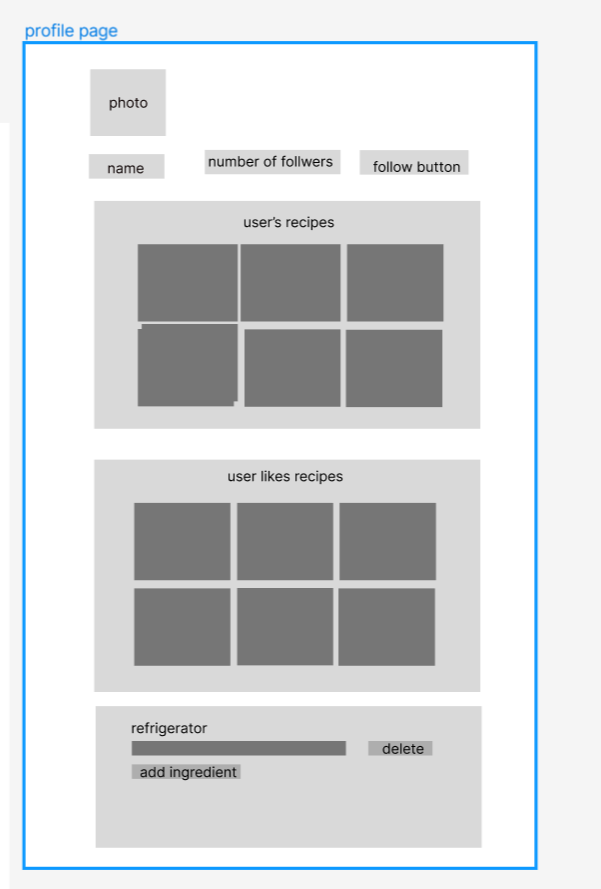 profile page
photo
name
number of follwers
follow button
user's recipes
user likes recipes
refrigerator
delete
add ingredient